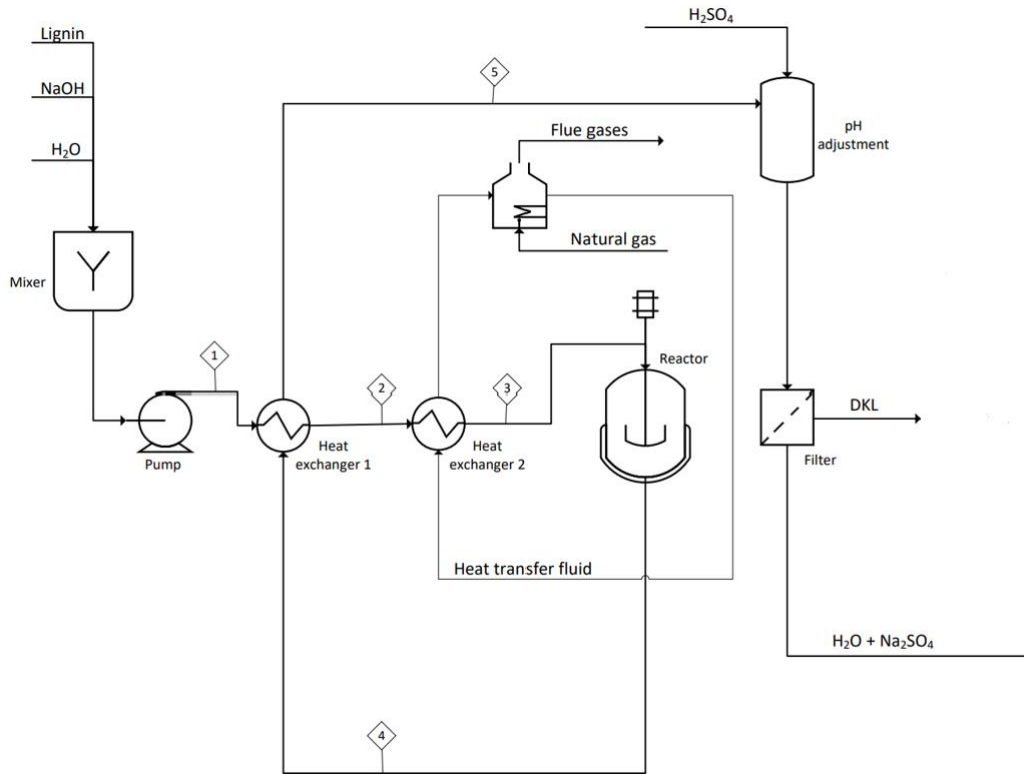 H₂SO₄
Lignin
5
NaOH
Flue gases
pH
adjustment
H₂O
Natural gas
Mixer
1
Reactor
2
3
DKL
Heat
exchanger 1
Heat
exchanger 2
Pump
Filter
Heat transfer fluid
H₂O + Na₂SO₄
4